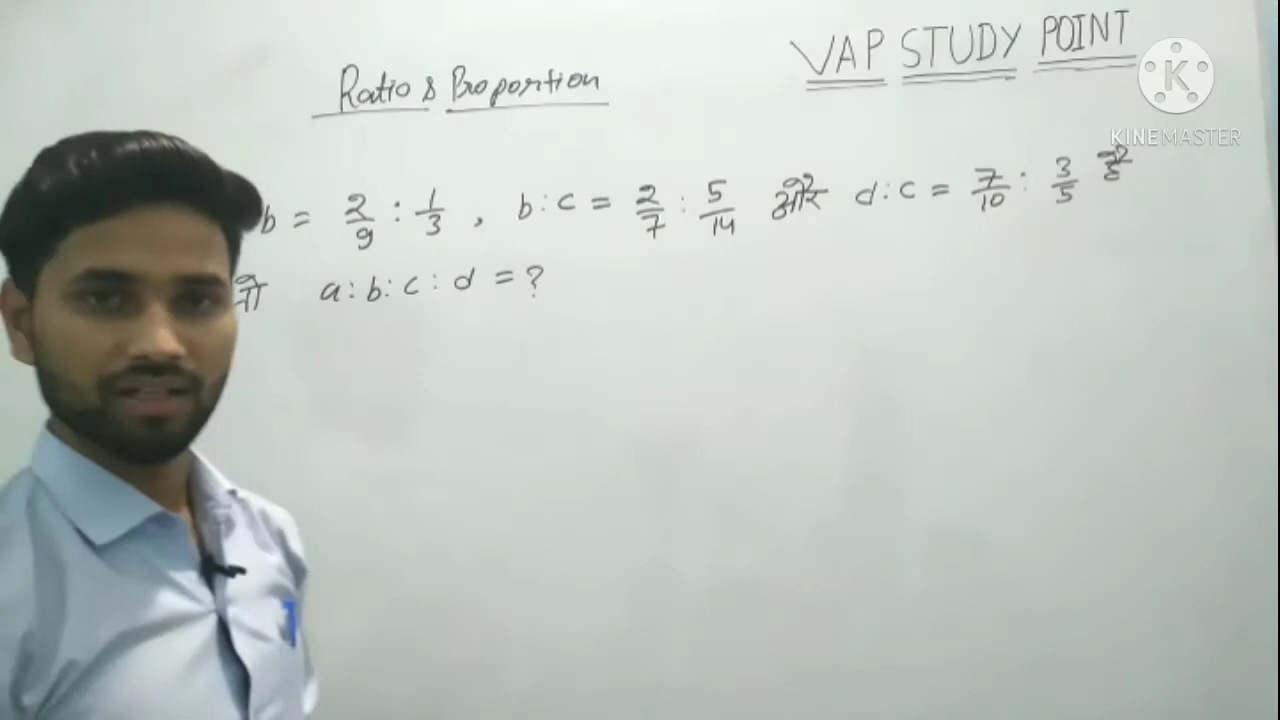 VAP STUDY POINT
Ratio & Proportion
KINEMASTER
b = 2/9 : 1/3 , b : c = 2/7 : 5/14 और d : c = 7/10 : 3/5 है
तो a : b : c : d = ?